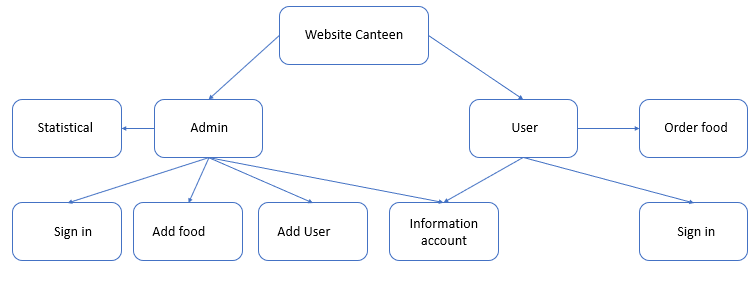 Website Canteen
Statistical
Admin
User
Order food
Sign in
Add food
Add User
Information
account
Sign in